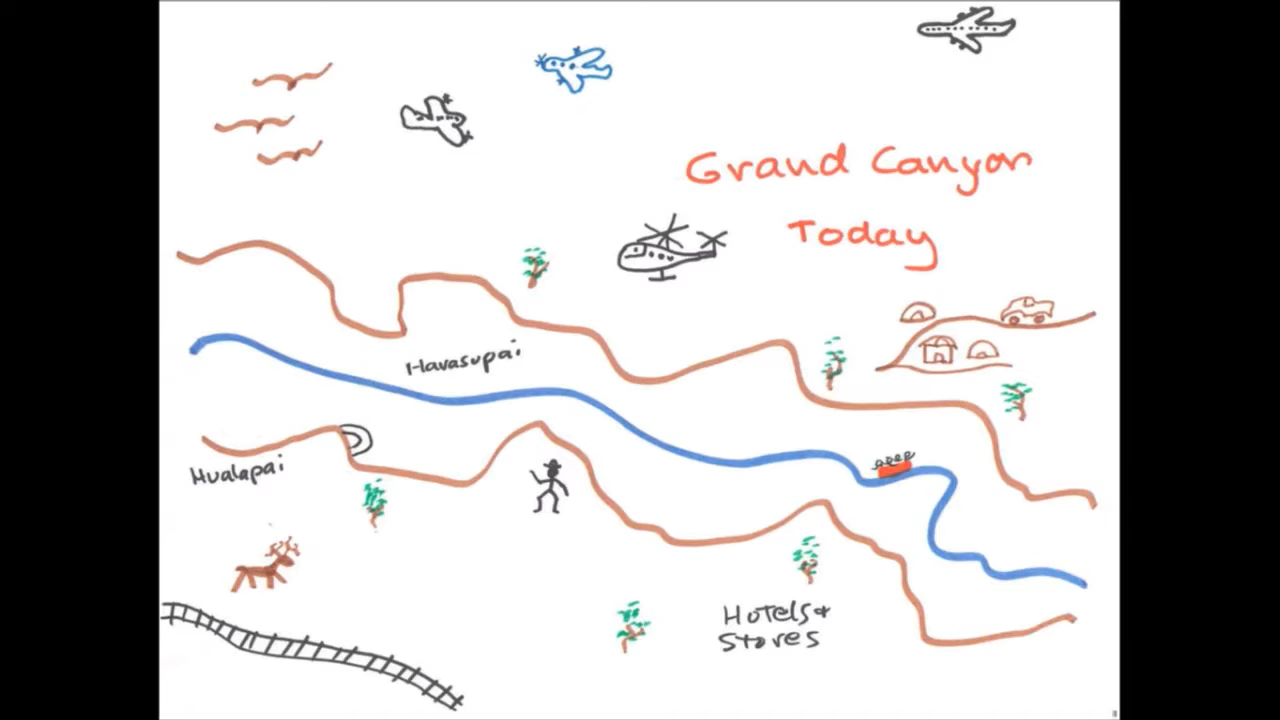 Grand Canyon
Today
Havasupai
Hualapai
Hotels +
Stores